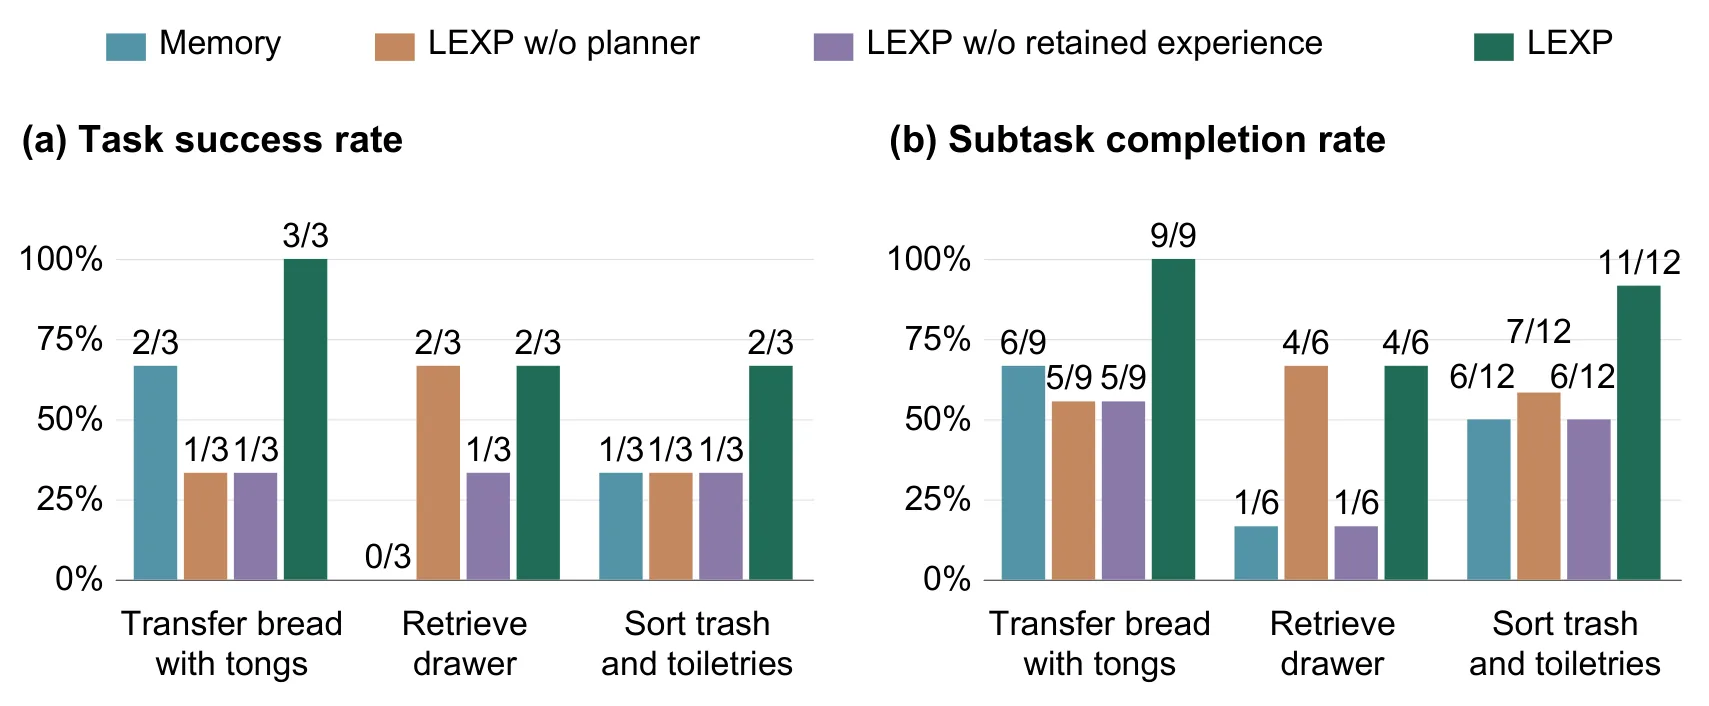 Memory
LEXP w/o planner
LEXP w/o retained experience
LEXP
(a) Task success rate
100%
75%
50%
25%
0%
2/3
1/3
1/3
3/3
0/3
2/3
1/3
2/3
1/3
1/3
1/3
2/3
Transfer bread
with tongs
Retrieve
drawer
Sort trash
and toiletries
(b) Subtask completion rate
100%
75%
50%
25%
0%
6/9
5/9
5/9
9/9
1/6
4/6
1/6
4/6
6/12
7/12
6/12
11/12
Transfer bread
with tongs
Retrieve
drawer
Sort trash
and toiletries